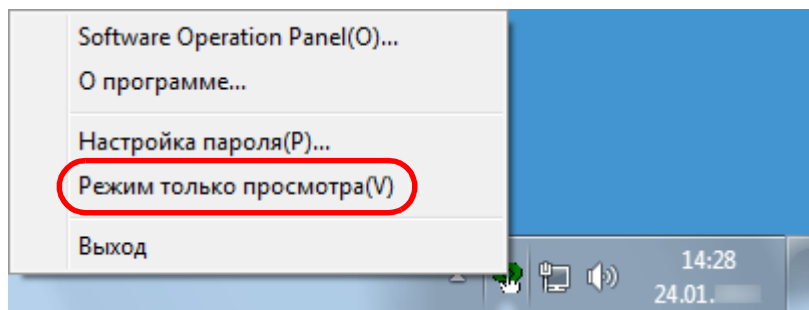 Software Operation Panel(O)...
О программе...
Настройка пароля(P)...
Режим только просмотра(V)
Выход
14:28
24.01.